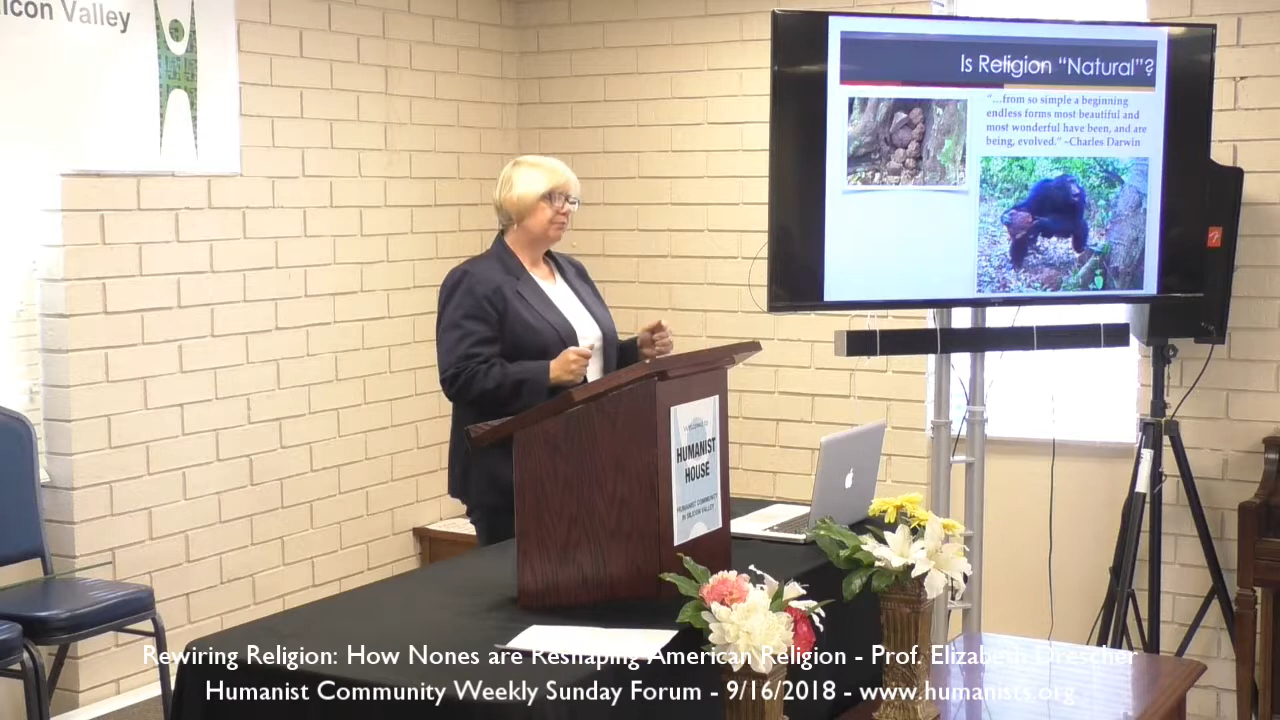 icon Valley
Is Religion “Natural”?
“…from so simple a beginning
endless forms most beautiful and
most wonderful have been, and are
being, evolved.” ~Charles Darwin
HUMANIST
HOUSE
HUMANIST COMMUNITY
IN SILICON VALLEY
Rewiring Religion: How Nones are Reshaping American Religion - Prof. Elizabeth Drescher
Humanist Community Weekly Sunday Forum - 9/16/2018 - www.humanists.org